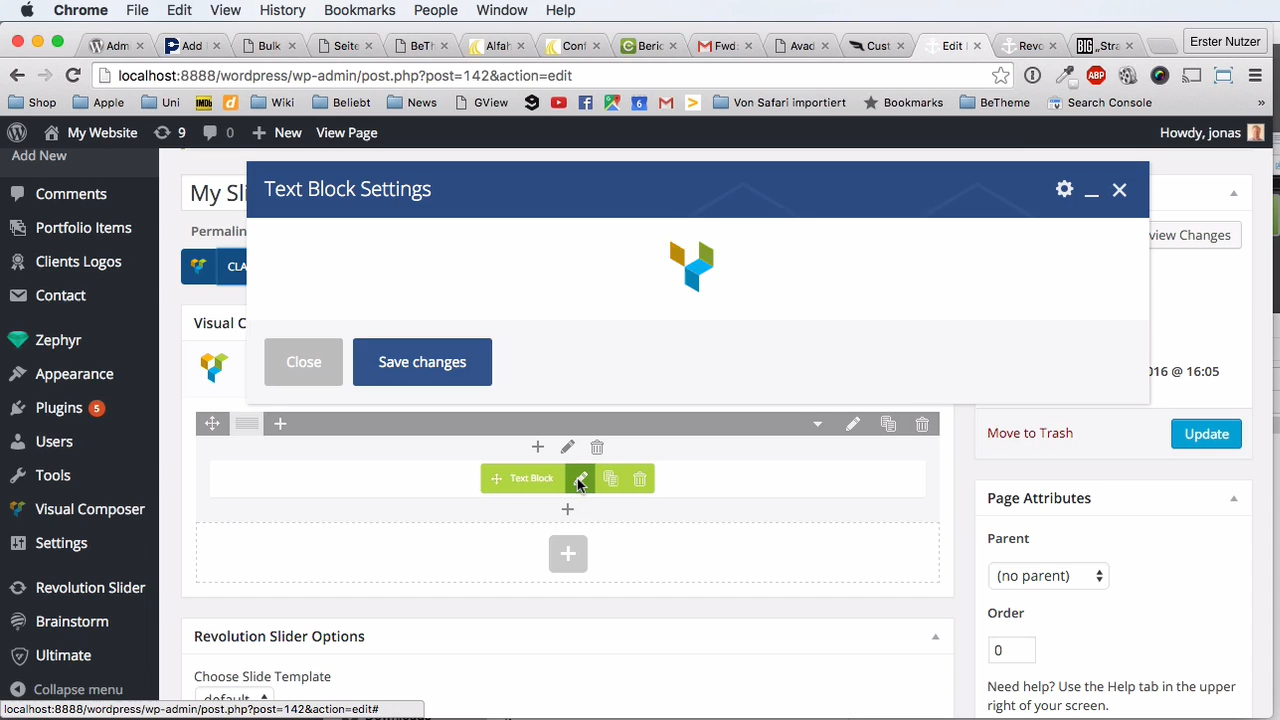 Chrome File Edit View History Bookmarks People Window Help
Adm Add Bulk Seite BeTh Alfah Conf Beric Fwd: Avad Cust Edit Revo BIG „Stra Erster Nutzer
localhost:8888/wordpress/wp-admin/post.php?post=142&action=edit ABP
Shop Apple Uni IMDb d Wiki Beliebt News GView 9 f 6 M > Von Safari importiert Bookmarks BeTheme Search Console »
My Website 9 0 New View Page Howdy, jonas
Add New
Text Block Settings
My Sli
Comments
Portfolio Items
Permalin
view Changes
Clients Logos
CLA
Contact
Visual C
Zephyr
Close Save changes
016 @ 16:05
Appearance
Plugins 5
Move to Trash Update
Users
Tools
Text Block
Page Attributes
Visual Composer
Parent
Settings
(no parent)
Revolution Slider
Order
Brainstorm
Revolution Slider Options
0
Ultimate
Choose Slide Template
Need help? Use the Help tab in the upper
right of your screen.
Collapse menu
default
localhost:8888/wordpress/wp-admin/post.php?post=142&action=edit#